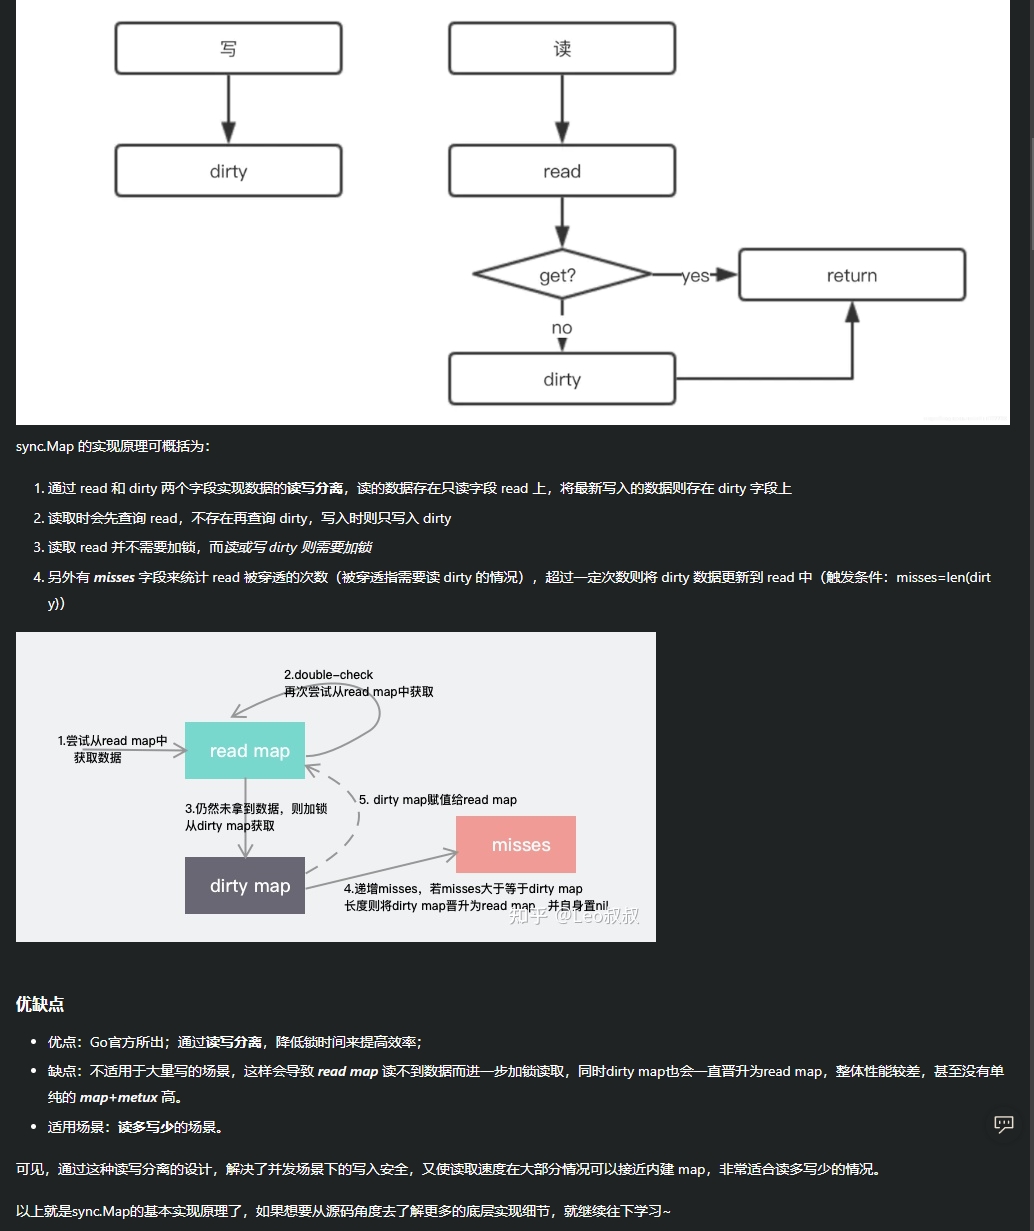 写
读
dirty
read
get?
yes
return
no
dirty
sync.Map 的实现原理可概括为：
1. 通过 read 和 dirty 两个字段实现数据的读写分离，读的数据存在只读字段 read 上，将最新写入的数据则存在 dirty 字段上
2. 读取时会先查询 read，不存在再查询 dirty，写入时则只写入 dirty
3. 读取 read 并不需要加锁，而读或写 dirty 则需要加锁
4. 另外有 misses 字段来统计 read 被穿透的次数（被穿透指需要读 dirty 的情况），超过一定次数则将 dirty 数据更新到 read 中（触发条件：misses=len(dirt
y)）
2.double-check
再次尝试从read map中获取
1.尝试从read map中
获取数据
read map
3.仍然未拿到数据，则加锁
从dirty map获取
5. dirty map赋值给read map
misses
dirty map
4.递增misses，若misses大于等于dirty map
长度则将dirty map晋升为read map，并自身置nil
知乎 @Leo叔叔
优缺点
• 优点：Go官方所出；通过读写分离，降低锁时间来提高效率；
• 缺点：不适用于大量写的场景，这样会导致 read map 读不到数据而进一步加锁读取，同时dirty map也会一直晋升为read map，整体性能较差，甚至没有单
纯的 map+metux 高。
• 适用场景：读多写少的场景。
可见，通过这种读写分离的设计，解决了并发场景下的写入安全，又使读取速度在大部分情况可以接近内建 map，非常适合读多写少的情况。
以上就是sync.Map的基本实现原理了，如果想要从源码角度去了解更多的底层实现细节，就继续往下学习~